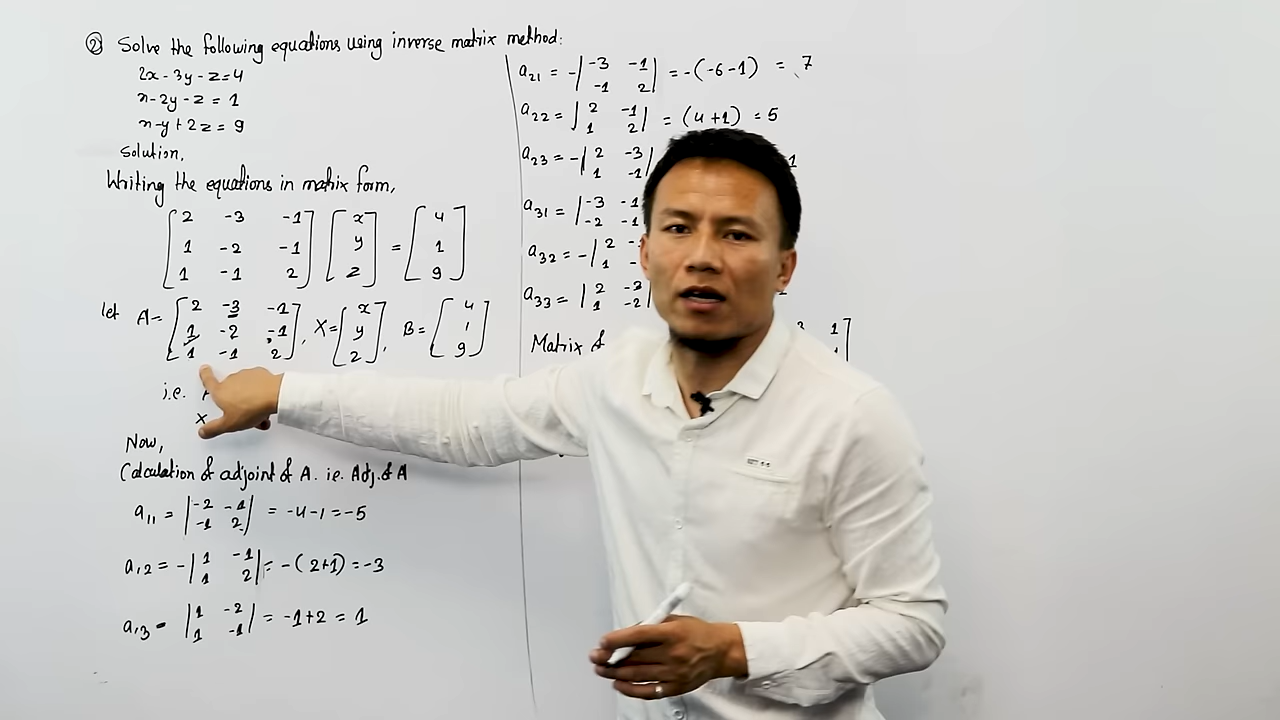 ② Solve the following equations using inverse matrix method:
2x-3y-z=4
x-2y-z=1
x-y+2z=9
Solution,
Writing the equations in matrix form,
[2 -3 -1] [x] [4]
[1 -2 -1] [y] = [1]
[1 -1 2] [z] [9]
let A= [2 -3 -1] , X= [x] , B= [4]
[1 -2 -1] [y] [1]
[1 -1 2] [z] [9]
i.e.
X
Now,
Calculation of adjoint of A. i.e. Adj. of A
a11 = |-2 -1| = -4-1 = -5
|-1 2|
a12 = -|1 -1| = -(2+1) = -3
|1 2|
a13 = |1 -2| = -1+2 = 1
|1 -1|
a21 = -|-3 -1| = -(-6-1) = 7
|-1 2|
a22 = |2 -1| = (4+1) = 5
|1 2|
a23 = -|2 -3| 1
|1 -1|
a31 = |-3 -1
|-2 -1
a32 = -|2 -
|1 -
a33 = |2 -3
|1 -2|
Matrix of 3 1]